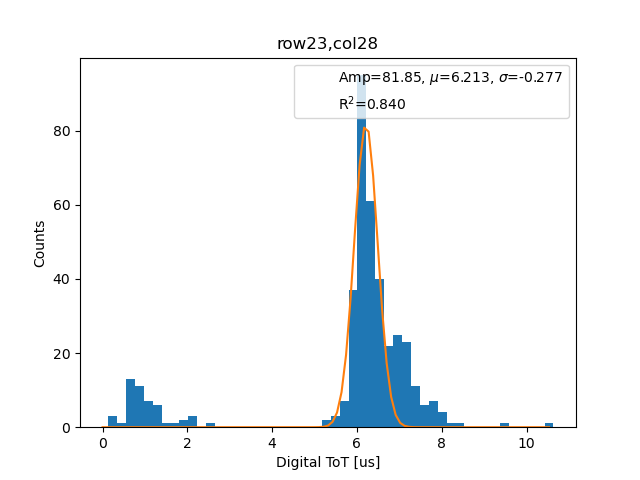 row23,col28
Amp=81.85, μ=6.213, σ=-0.277
R²=0.840
Counts
80
60
40
20
0
0 2 4 6 8 10
Digital ToT [us]